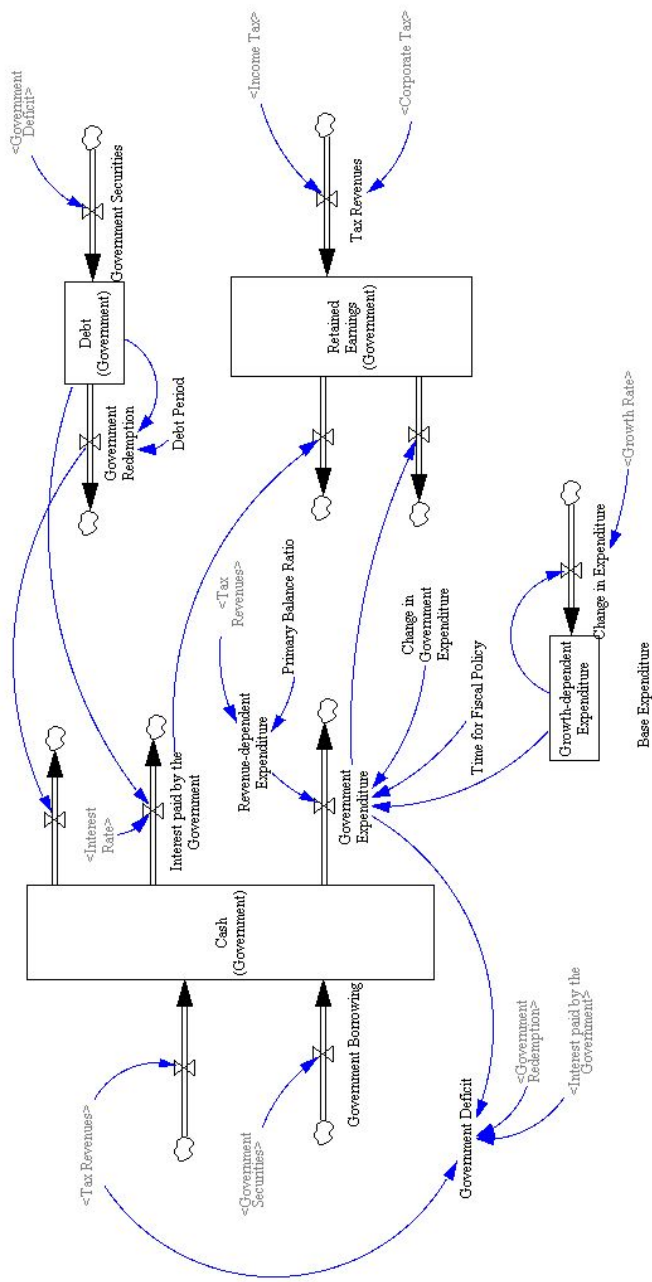 <Tax Revenues>
<Government
Securities>
Government Borrowing
Cash
(Government)
<Interest
Rate>
Interest paid by the
Government
Government
Expenditure
Revenue-dependent
Expenditure
<Tax
Revenues>
Primary Balance Ratio
Change in
Government
Expenditure
Time for Fiscal Policy
Government Deficit
<Government
Redemption>
<Interest paid by the
Government>
<Government
Deficit>
Government Securities
Debt
(Government)
Government
Redemption
Debt Period
<Income Tax>
<Corporate Tax>
Tax Revenues
Retained
Earnings
(Government)
Growth-dependent
Expenditure
Change in Expenditure
<Growth Rate>
Base Expenditure